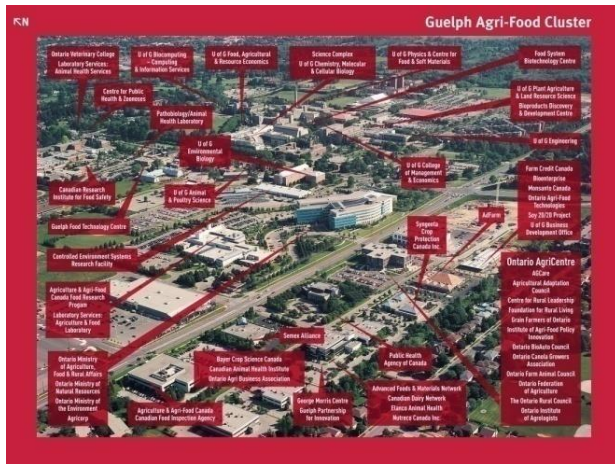 N
Guelph Agri-Food Cluster
Ontario Veterinary College
Laboratory Services:
Animal Health Services
U of G Biocomputing
– Computing
& Information Services
U of G Food, Agricultural
& Resource Economics
Science Complex
U of G Chemistry, Molecular
& Cellular Biology
U of G Physics & Centre for
Food & Soft Materials
Food System
Biotechnology Centre
Centre for Public
Health & Zoonoses
Pathobiology/Animal
Health Laboratory
U of G Plant Agriculture
& Land Resource Science
Bioproducts Discovery
& Development Centre
U of G
Environmental
Biology
U of G Engineering
U of G College
of Management
& Economics
Canadian Research
Institute for Food Safety
U of G Animal
& Poultry Science
Farm Credit Canada
Bioenterprise
Monsanto Canada
Ontario Agri-Food
Technologies
Soy 20/20 Project
U of G Business
Development Office
Guelph Food Technology Centre
Syngenta
Crop
Protection
Canada Inc.
AdFarm
Controlled Environment Systems
Research Facility
Ontario AgriCentre
AGCare
Agricultural Adaptation
Council
Centre for Rural Leadership
Foundation for Rural Living
Grain Farmers of Ontario
Institute of Agri-Food Policy
Innovation
Ontario BioAuto Council
Ontario Canola Growers
Association
Ontario Farm Animal Council
Ontario Federation
of Agriculture
The Ontario Rural Council
Ontario Institute
of Agrologists
Agriculture & Agri-Food
Canada Food Research
Progam
Laboratory Services:
Agriculture & Food
Laboratory
Semex Alliance
Ontario Ministry
of Agriculture,
Food & Rural Affairs
Ontario Ministry of
Natural Resources
Ontario Ministry of
the Environment
Agricorp
Bayer Crop Science Canada
Canadian Animal Health Institute
Ontario Agri Business Association
Public Health
Agency of Canada
Agriculture & Agri-Food Canada
Canadian Food Inspection Agency
George Morris Centre
Guelph Partnership
for Innovation
Advanced Foods & Materials Network
Canadian Dairy Network
Elanco Animal Health
Nutreco Canada Inc.